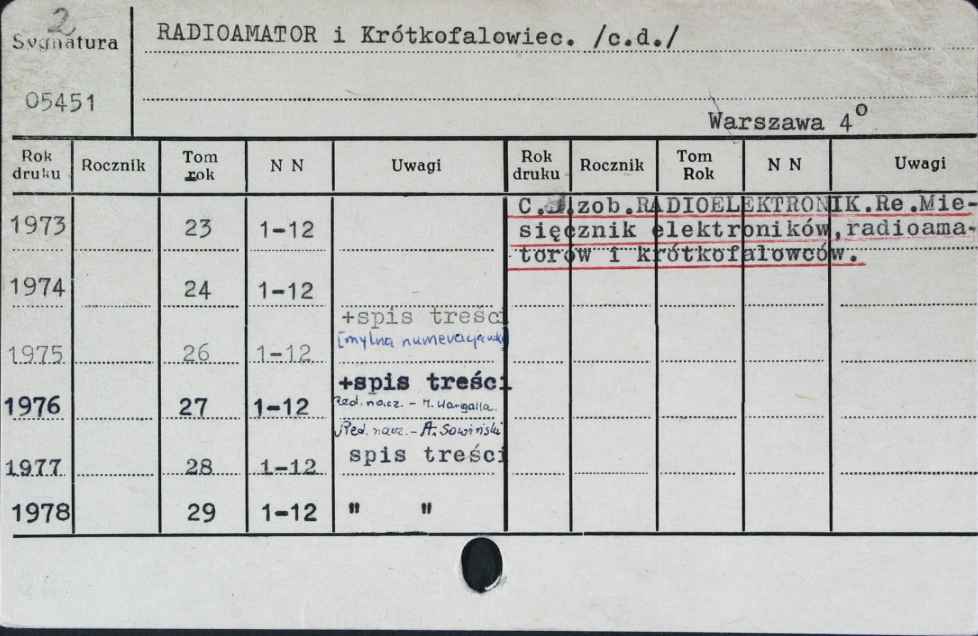 2
Sygnatura
05451
RADIOAMATOR i Krótkofalowiec. /c.d./
Warszawa 4°
Rok druku Rocznik Tom rok N N Uwagi Rok druku Rocznik Tom Rok N N Uwagi
1973 23 1-12
1974 24 1-12
+spis treści
1975 26 1-12 [mylna numeracja
+spis treści
1976 27 1-12 Red. nacz. - J. Wangalla.
Red. nacz. - A. Sowiński
1977 28 1-12 spis treści
1978 29 1-12 " "
C. zob.RADIOELEKTRONIK.Re.Mie-
sięcznik elektroników,radioama-
torów i krótkofalowców.